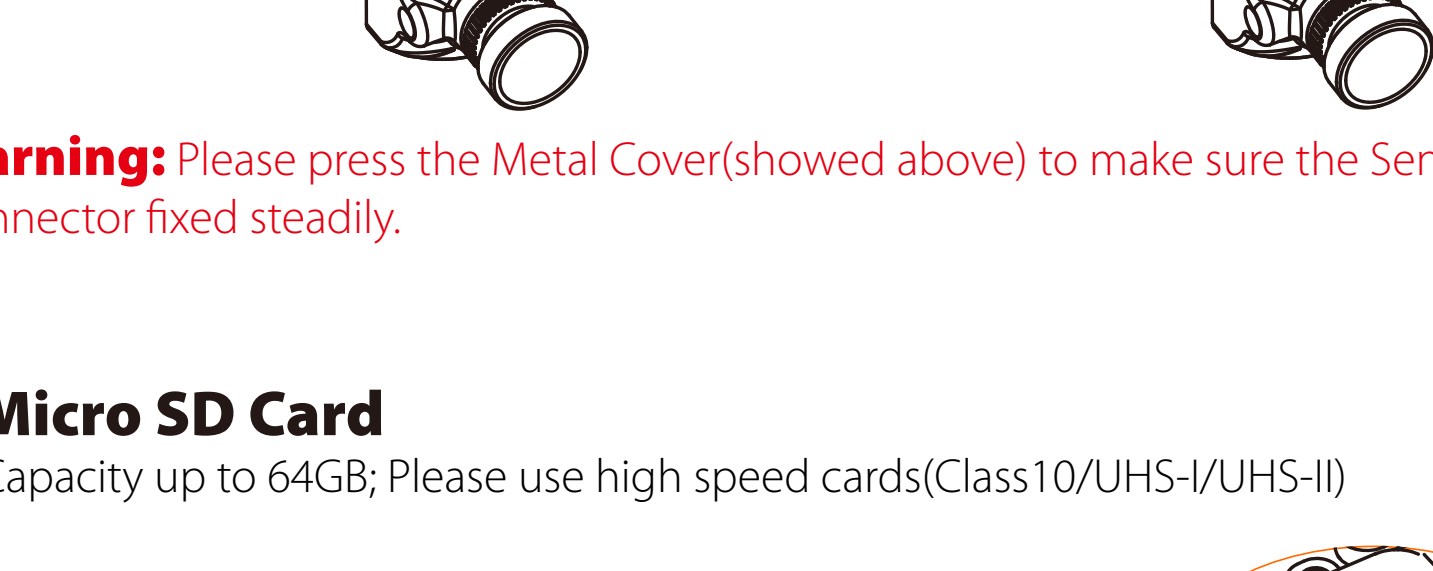 arning: Please press the Metal Cover(showed above) to make sure the Sen
nnector fixed steadily.
Micro SD Card
Capacity up to 64GB; Please use high speed cards(Class10/UHS-I/UHS-II)